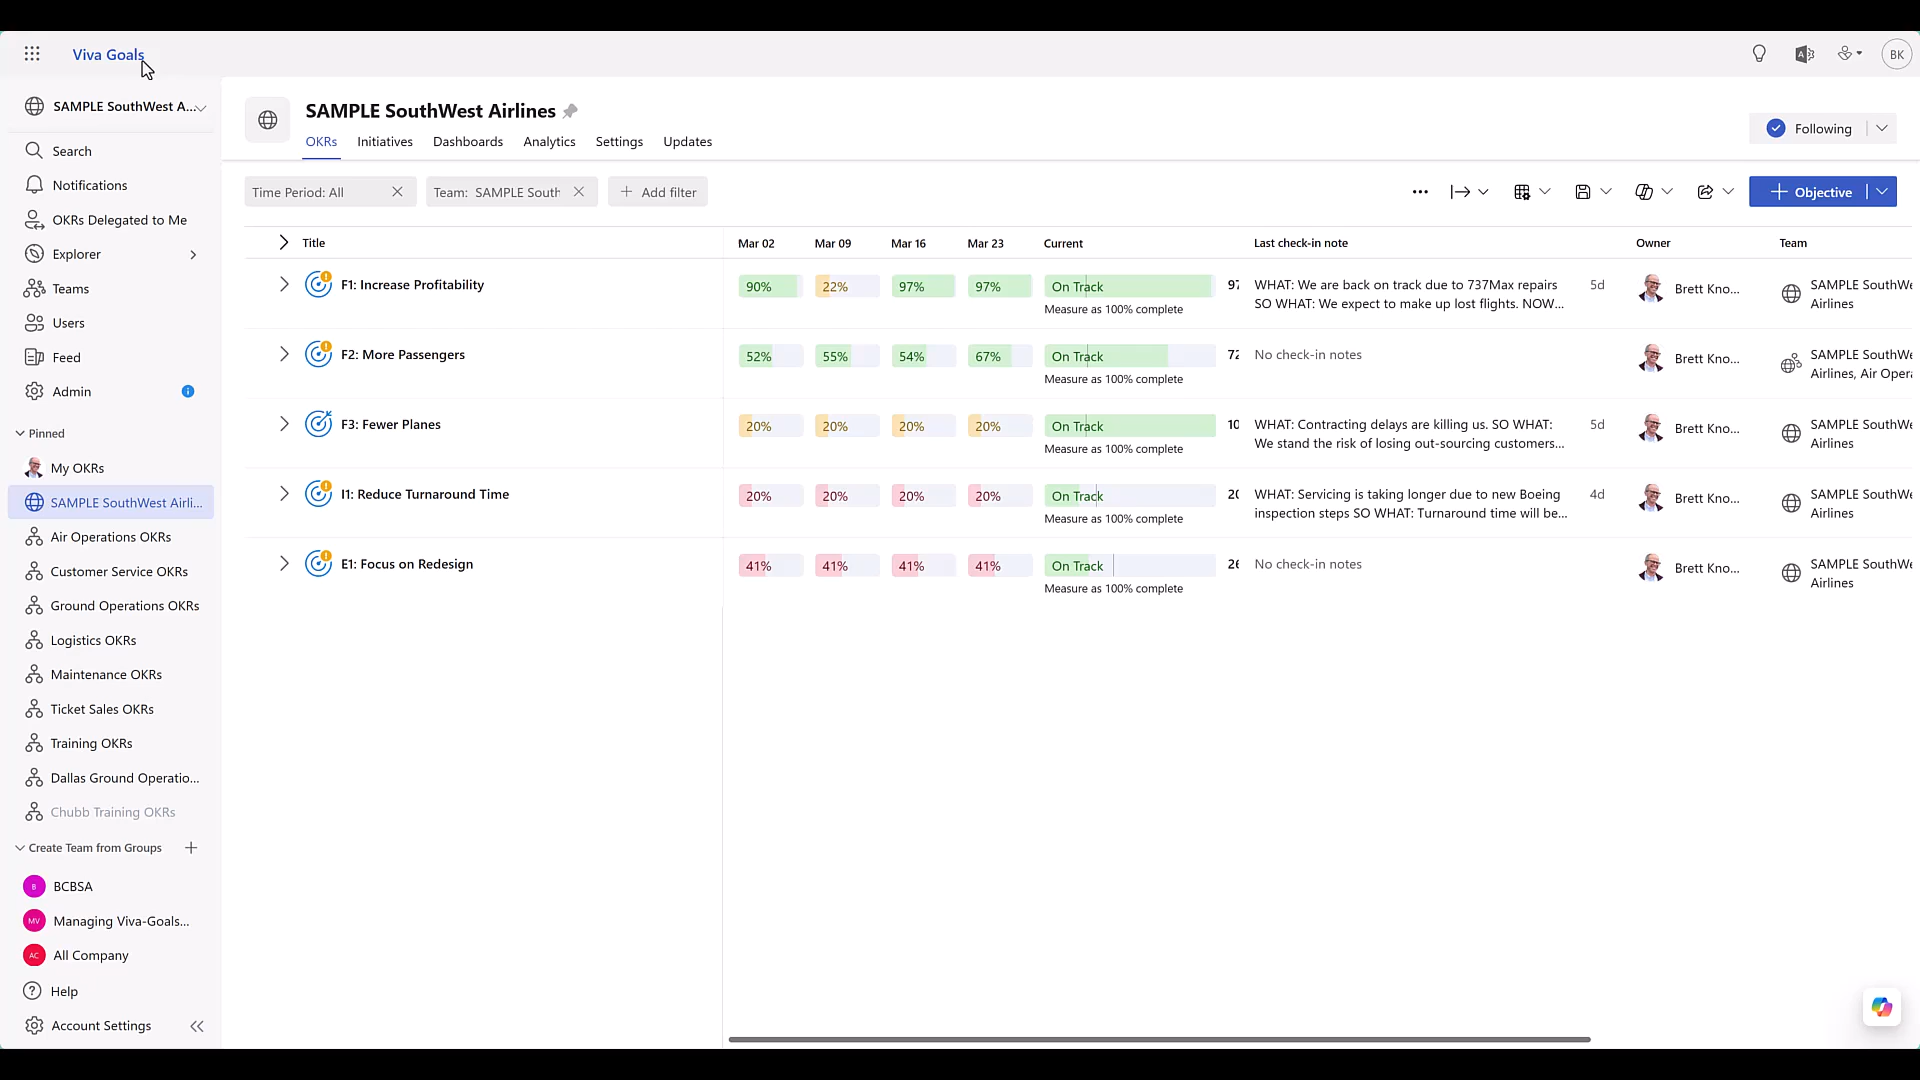 Viva Goals
BK
SAMPLE SouthWest A...
Search
Notifications
OKRs Delegated to Me
Explorer
Teams
Users
Feed
Admin
Pinned
My OKRs
SAMPLE SouthWest Airli...
Air Operations OKRs
Customer Service OKRs
Ground Operations OKRs
Logistics OKRs
Maintenance OKRs
Ticket Sales OKRs
Training OKRs
Dallas Ground Operatio...
Chubb Training OKRs
Create Team from Groups
B BCBSA
MV Managing Viva-Goals...
AC All Company
Help
Account Settings
SAMPLE SouthWest Airlines
OKRs Initiatives Dashboards Analytics Settings Updates
Following
Time Period: All Team: SAMPLE South Add filter
Objective
Title Mar 02 Mar 09 Mar 16 Mar 23 Current Last check-in note Owner Team
F1: Increase Profitability 90% 22% 97% 97% On Track 97 WHAT: We are back on track due to 737Max repairs 5d Brett Kno... SAMPLE SouthWe
Measure as 100% complete SO WHAT: We expect to make up lost flights. NOW... Airlines
F2: More Passengers 52% 55% 54% 67% On Track 72 No check-in notes Brett Kno... SAMPLE SouthWe
Measure as 100% complete Airlines, Air Opera
F3: Fewer Planes 20% 20% 20% 20% On Track 10 WHAT: Contracting delays are killing us. SO WHAT: 5d Brett Kno... SAMPLE SouthWe
Measure as 100% complete We stand the risk of losing out-sourcing customers... Airlines
I1: Reduce Turnaround Time 20% 20% 20% 20% On Track 20 WHAT: Servicing is taking longer due to new Boeing 4d Brett Kno... SAMPLE SouthWe
Measure as 100% complete inspection steps SO WHAT: Turnaround time will be... Airlines
E1: Focus on Redesign 41% 41% 41% 41% On Track 26 No check-in notes Brett Kno... SAMPLE SouthWe
Measure as 100% complete Airlines